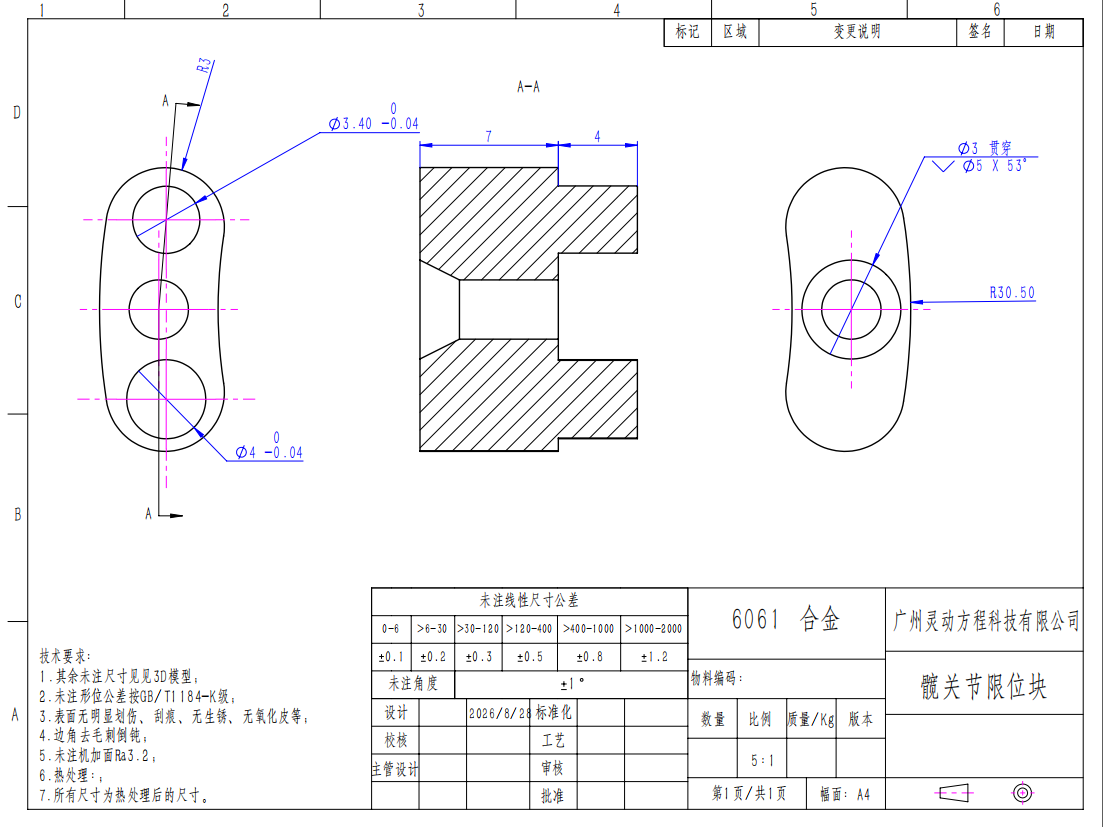 1 2 3 4 5 6
标记 区域 变更说明 签名 日期
D
C
B
A
R3
A
0
Ø3.40 -0.04
0
Ø4 -0.04
A
A-A
7
4
Ø3 贯穿
Ø5 X 53°
R30.50
技术要求:
1.其余未注尺寸见见3D模型;
2.未注形位公差按GB/T1184-K级;
3.表面无明显划伤、刮痕、无生锈、无氧化皮等;
4.边角去毛刺倒钝;
5.未注机加面Ra3.2;
6.热处理:;
7.所有尺寸为热处理后的尺寸。
未注线性尺寸公差
0-6 >6-30 >30-120 >120-400 >400-1000 >1000-2000
±0.1 ±0.2 ±0.3 ±0.5 ±0.8 ±1.2
未注角度 ±1°
设计 2026/8/28 标准化
校核 工艺
主管设计 审核
批准
6061 合金
物料编码:
数量 比例 质量/Kg 版本
5:1
第1页/共1页 幅面: A4
广州灵动方程科技有限公司
髋关节限位块